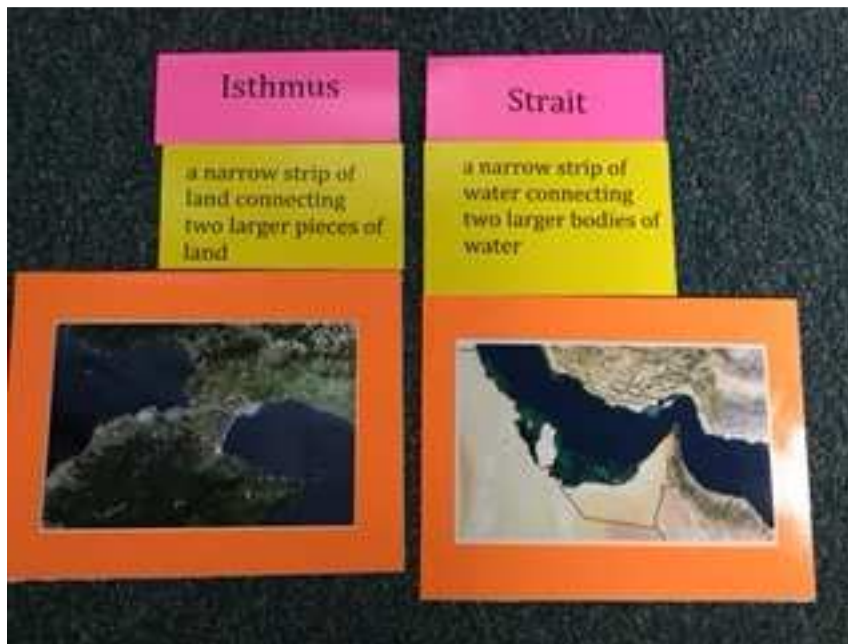 Isthmus
a narrow strip of
land connecting
two larger pieces of
land
Strait
a narrow strip of
water connecting
two larger bodies of
water